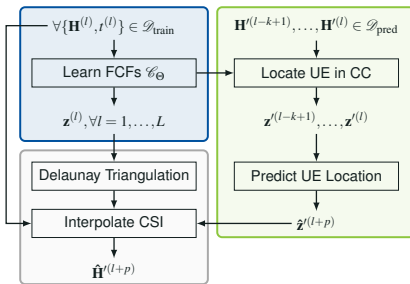 ∀{𝐇^(l), t^(l)} ∈ 𝒟_train
Learn FCFs 𝒞_Θ
𝐳^(l), ∀l = 1, …, L
Delaunay Triangulation
Interpolate CSI
𝐇̂′^(l+p)
𝐇′^(l−k+1), …, 𝐇′^(l) ∈ 𝒟_pred
Locate UE in CC
𝐳′^(l−k+1), …, 𝐳′^(l)
Predict UE Location
𝐳̂′^(l+p)